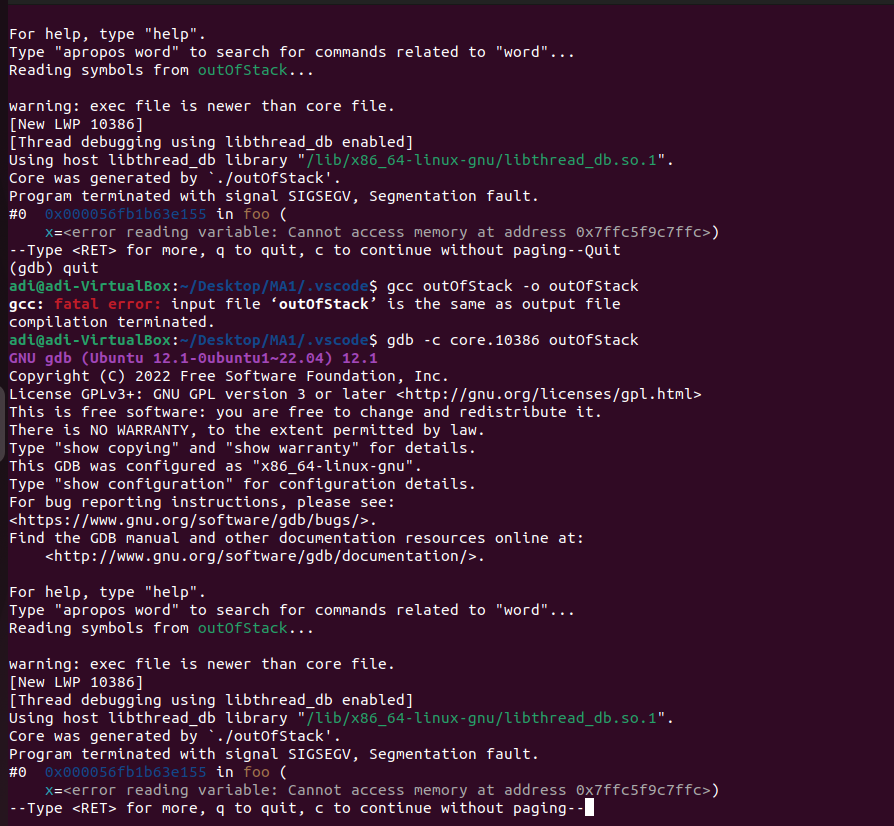 For help, type "help".
Type "apropos word" to search for commands related to "word"...
Reading symbols from outOfStack...
warning: exec file is newer than core file.
[New LWP 10386]
[Thread debugging using libthread_db enabled]
Using host libthread_db library "/lib/x86_64-linux-gnu/libthread_db.so.1".
Core was generated by `./outOfStack'.
Program terminated with signal SIGSEGV, Segmentation fault.
#0  0x000056fb1b63e155 in foo (
    x=<error reading variable: Cannot access memory at address 0x7ffc5f9c7ffc>)
--Type <RET> for more, q to quit, c to continue without paging--Quit
(gdb) quit
adi@adi-VirtualBox:~/Desktop/MA1/.vscode$ gcc outOfStack -o outOfStack
gcc: fatal error: input file ‘outOfStack’ is the same as output file
compilation terminated.
adi@adi-VirtualBox:~/Desktop/MA1/.vscode$ gdb -c core.10386 outOfStack
GNU gdb (Ubuntu 12.1-0ubuntu1~22.04) 12.1
Copyright (C) 2022 Free Software Foundation, Inc.
License GPLv3+: GNU GPL version 3 or later <http://gnu.org/licenses/gpl.html>
This is free software: you are free to change and redistribute it.
There is NO WARRANTY, to the extent permitted by law.
Type "show copying" and "show warranty" for details.
This GDB was configured as "x86_64-linux-gnu".
Type "show configuration" for configuration details.
For bug reporting instructions, please see:
<https://www.gnu.org/software/gdb/bugs/>.
Find the GDB manual and other documentation resources online at:
    <http://www.gnu.org/software/gdb/documentation/>.
For help, type "help".
Type "apropos word" to search for commands related to "word"...
Reading symbols from outOfStack...
warning: exec file is newer than core file.
[New LWP 10386]
[Thread debugging using libthread_db enabled]
Using host libthread_db library "/lib/x86_64-linux-gnu/libthread_db.so.1".
Core was generated by `./outOfStack'.
Program terminated with signal SIGSEGV, Segmentation fault.
#0  0x000056fb1b63e155 in foo (
    x=<error reading variable: Cannot access memory at address 0x7ffc5f9c7ffc>)
--Type <RET> for more, q to quit, c to continue without paging--